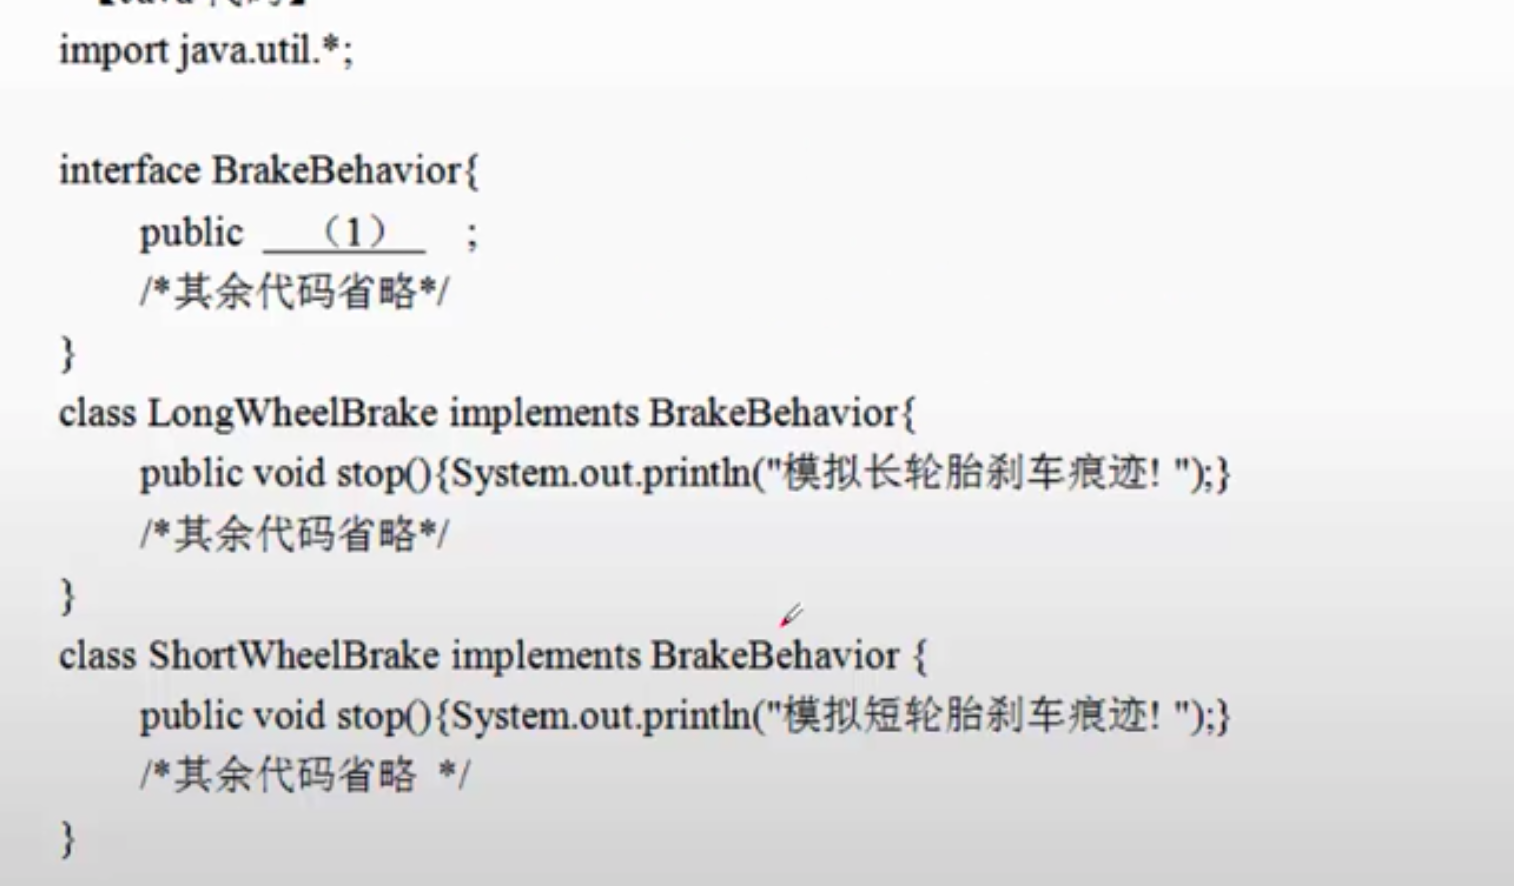 【Java 代码】
import java.util.*;
interface BrakeBehavior{
public （1） ;
/*其余代码省略*/
}
class LongWheelBrake implements BrakeBehavior{
public void stop(){System.out.println("模拟长轮胎刹车痕迹! ");}
/*其余代码省略*/
}
class ShortWheelBrake implements BrakeBehavior {
public void stop(){System.out.println("模拟短轮胎刹车痕迹! ");}
/*其余代码省略 */
}